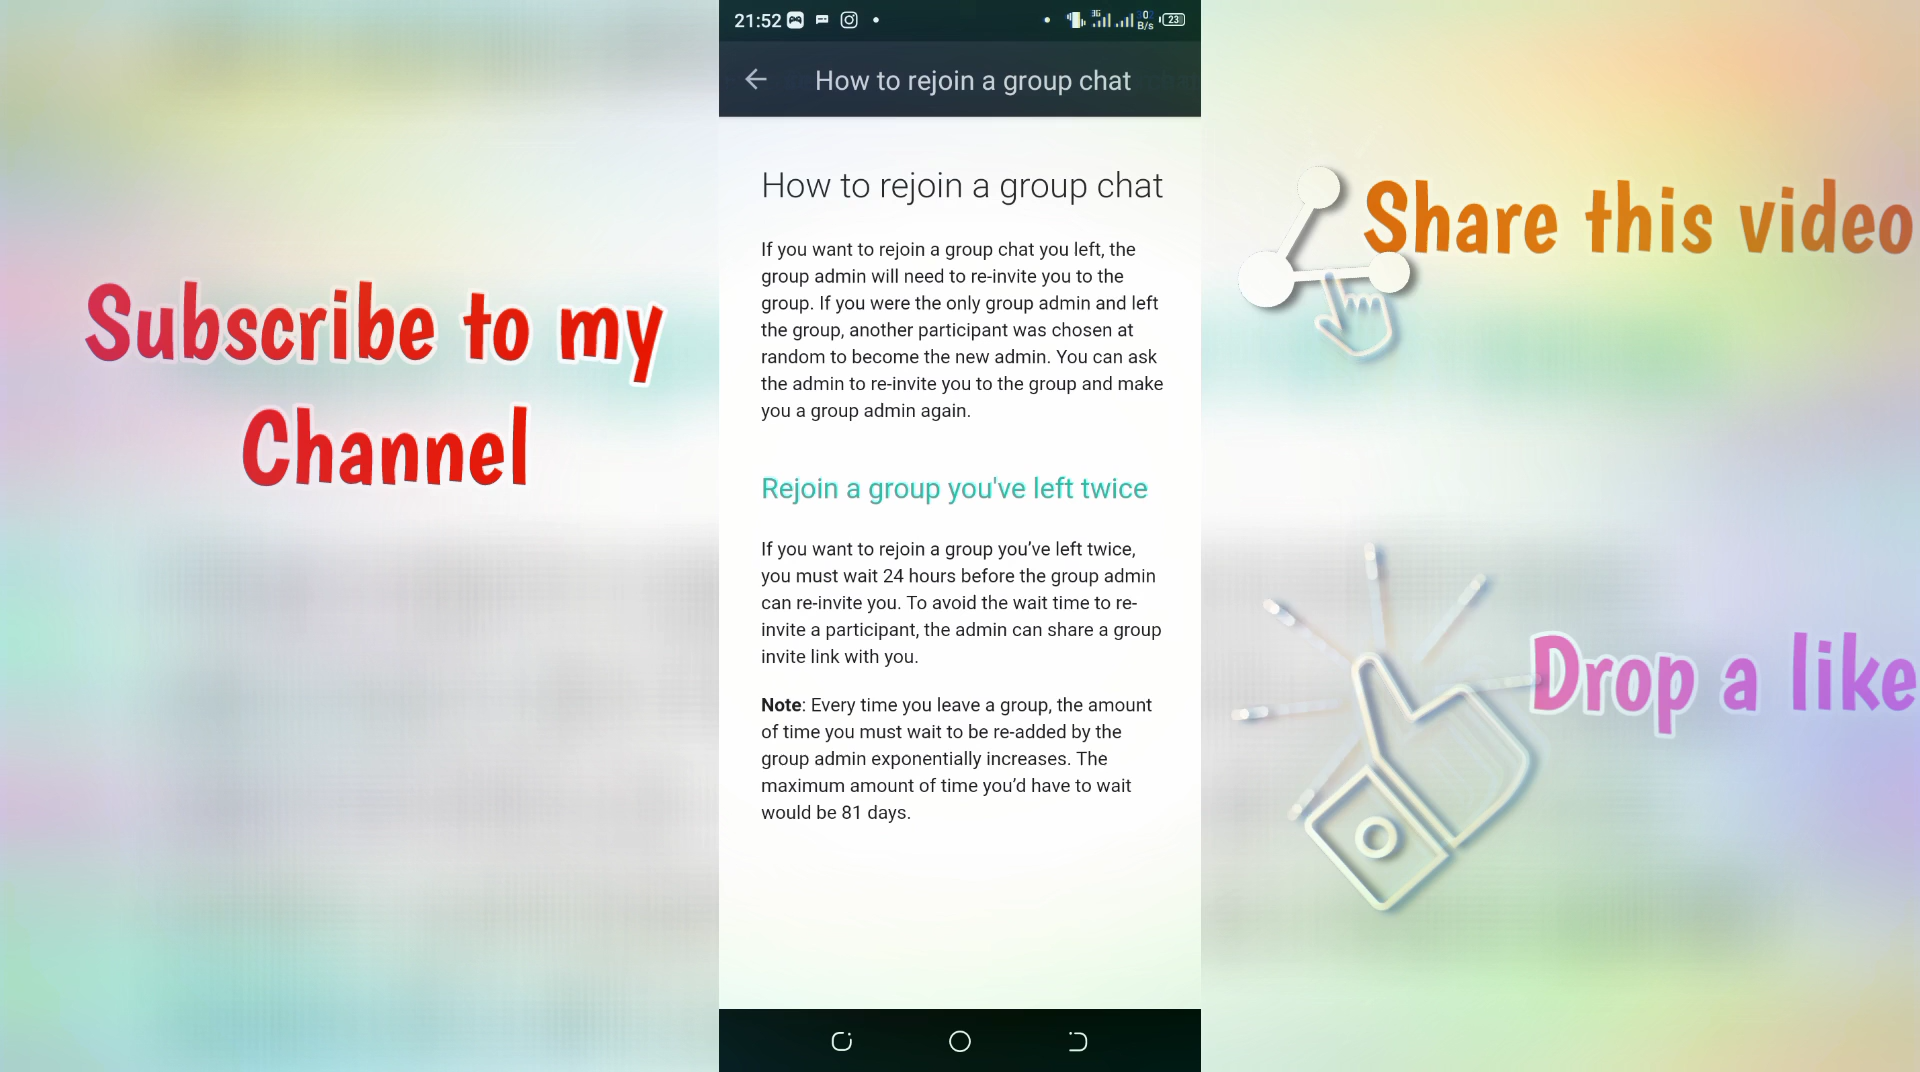 21:52
0
B/s
23
How to rejoin a group chat
How to rejoin a group chat
If you want to rejoin a group chat you left, the
group admin will need to re-invite you to the
group. If you were the only group admin and left
the group, another participant was chosen at
random to become the new admin. You can ask
the admin to re-invite you to the group and make
you a group admin again.
Rejoin a group you've left twice
If you want to rejoin a group you’ve left twice,
you must wait 24 hours before the group admin
can re-invite you. To avoid the wait time to re-
invite a participant, the admin can share a group
invite link with you.
Note: Every time you leave a group, the amount
of time you must wait to be re-added by the
group admin exponentially increases. The
maximum amount of time you’d have to wait
would be 81 days.
Subscribe to my
Channel
Share this video
Drop a like